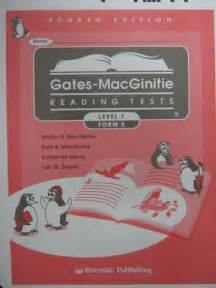 FOURTH EDITION
Name:
Gates-MacGinitie
READING TESTS
®
LEVEL 1
FORM S
Walter H. MacGinitie
Ruth K. MacGinitie
Katherine Maria
Lois G. Dreyer
Riverside Publishing